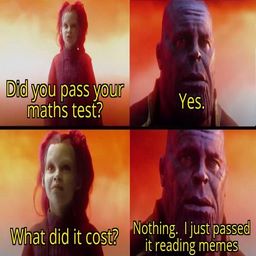 Did you pass your
maths test?
Yes.
What did it cost?
Nothing.  I just passed
it reading memes